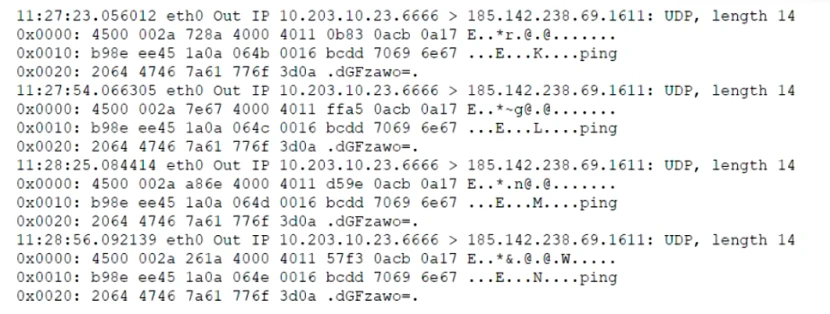 11:27:23.056012 eth0 Out IP 10.203.10.23.6666 > 185.142.238.69.1611: UDP, length 14
0x0000: 4500 002a 728a 4000 4011 0b83 0acb 0a17 E..*r.@.@.......
0x0010: b98e ee45 1a0a 064b 0016 bcdd 7069 6e67 ...E...K....ping
0x0020: 2064 4746 7a61 776f 3d0a .dGFzawo=.
11:27:54.066305 eth0 Out IP 10.203.10.23.6666 > 185.142.238.69.1611: UDP, length 14
0x0000: 4500 002a 7e67 4000 4011 ffa5 0acb 0a17 E..*~g@.@.......
0x0010: b98e ee45 1a0a 064c 0016 bcdd 7069 6e67 ...E...L....ping
0x0020: 2064 4746 7a61 776f 3d0a .dGFzawo=.
11:28:25.084414 eth0 Out IP 10.203.10.23.6666 > 185.142.238.69.1611: UDP, length 14
0x0000: 4500 002a a86e 4000 4011 d59e 0acb 0a17 E..*.n@.@.......
0x0010: b98e ee45 1a0a 064d 0016 bcdd 7069 6e67 ...E...M....ping
0x0020: 2064 4746 7a61 776f 3d0a .dGFzawo=.
11:28:56.092139 eth0 Out IP 10.203.10.23.6666 > 185.142.238.69.1611: UDP, length 14
0x0000: 4500 002a 261a 4000 4011 57f3 0acb 0a17 E..*&.@.@.W.....
0x0010: b98e ee45 1a0a 064e 0016 bcdd 7069 6e67 ...E...N....ping
0x0020: 2064 4746 7a61 776f 3d0a .dGFzawo=.